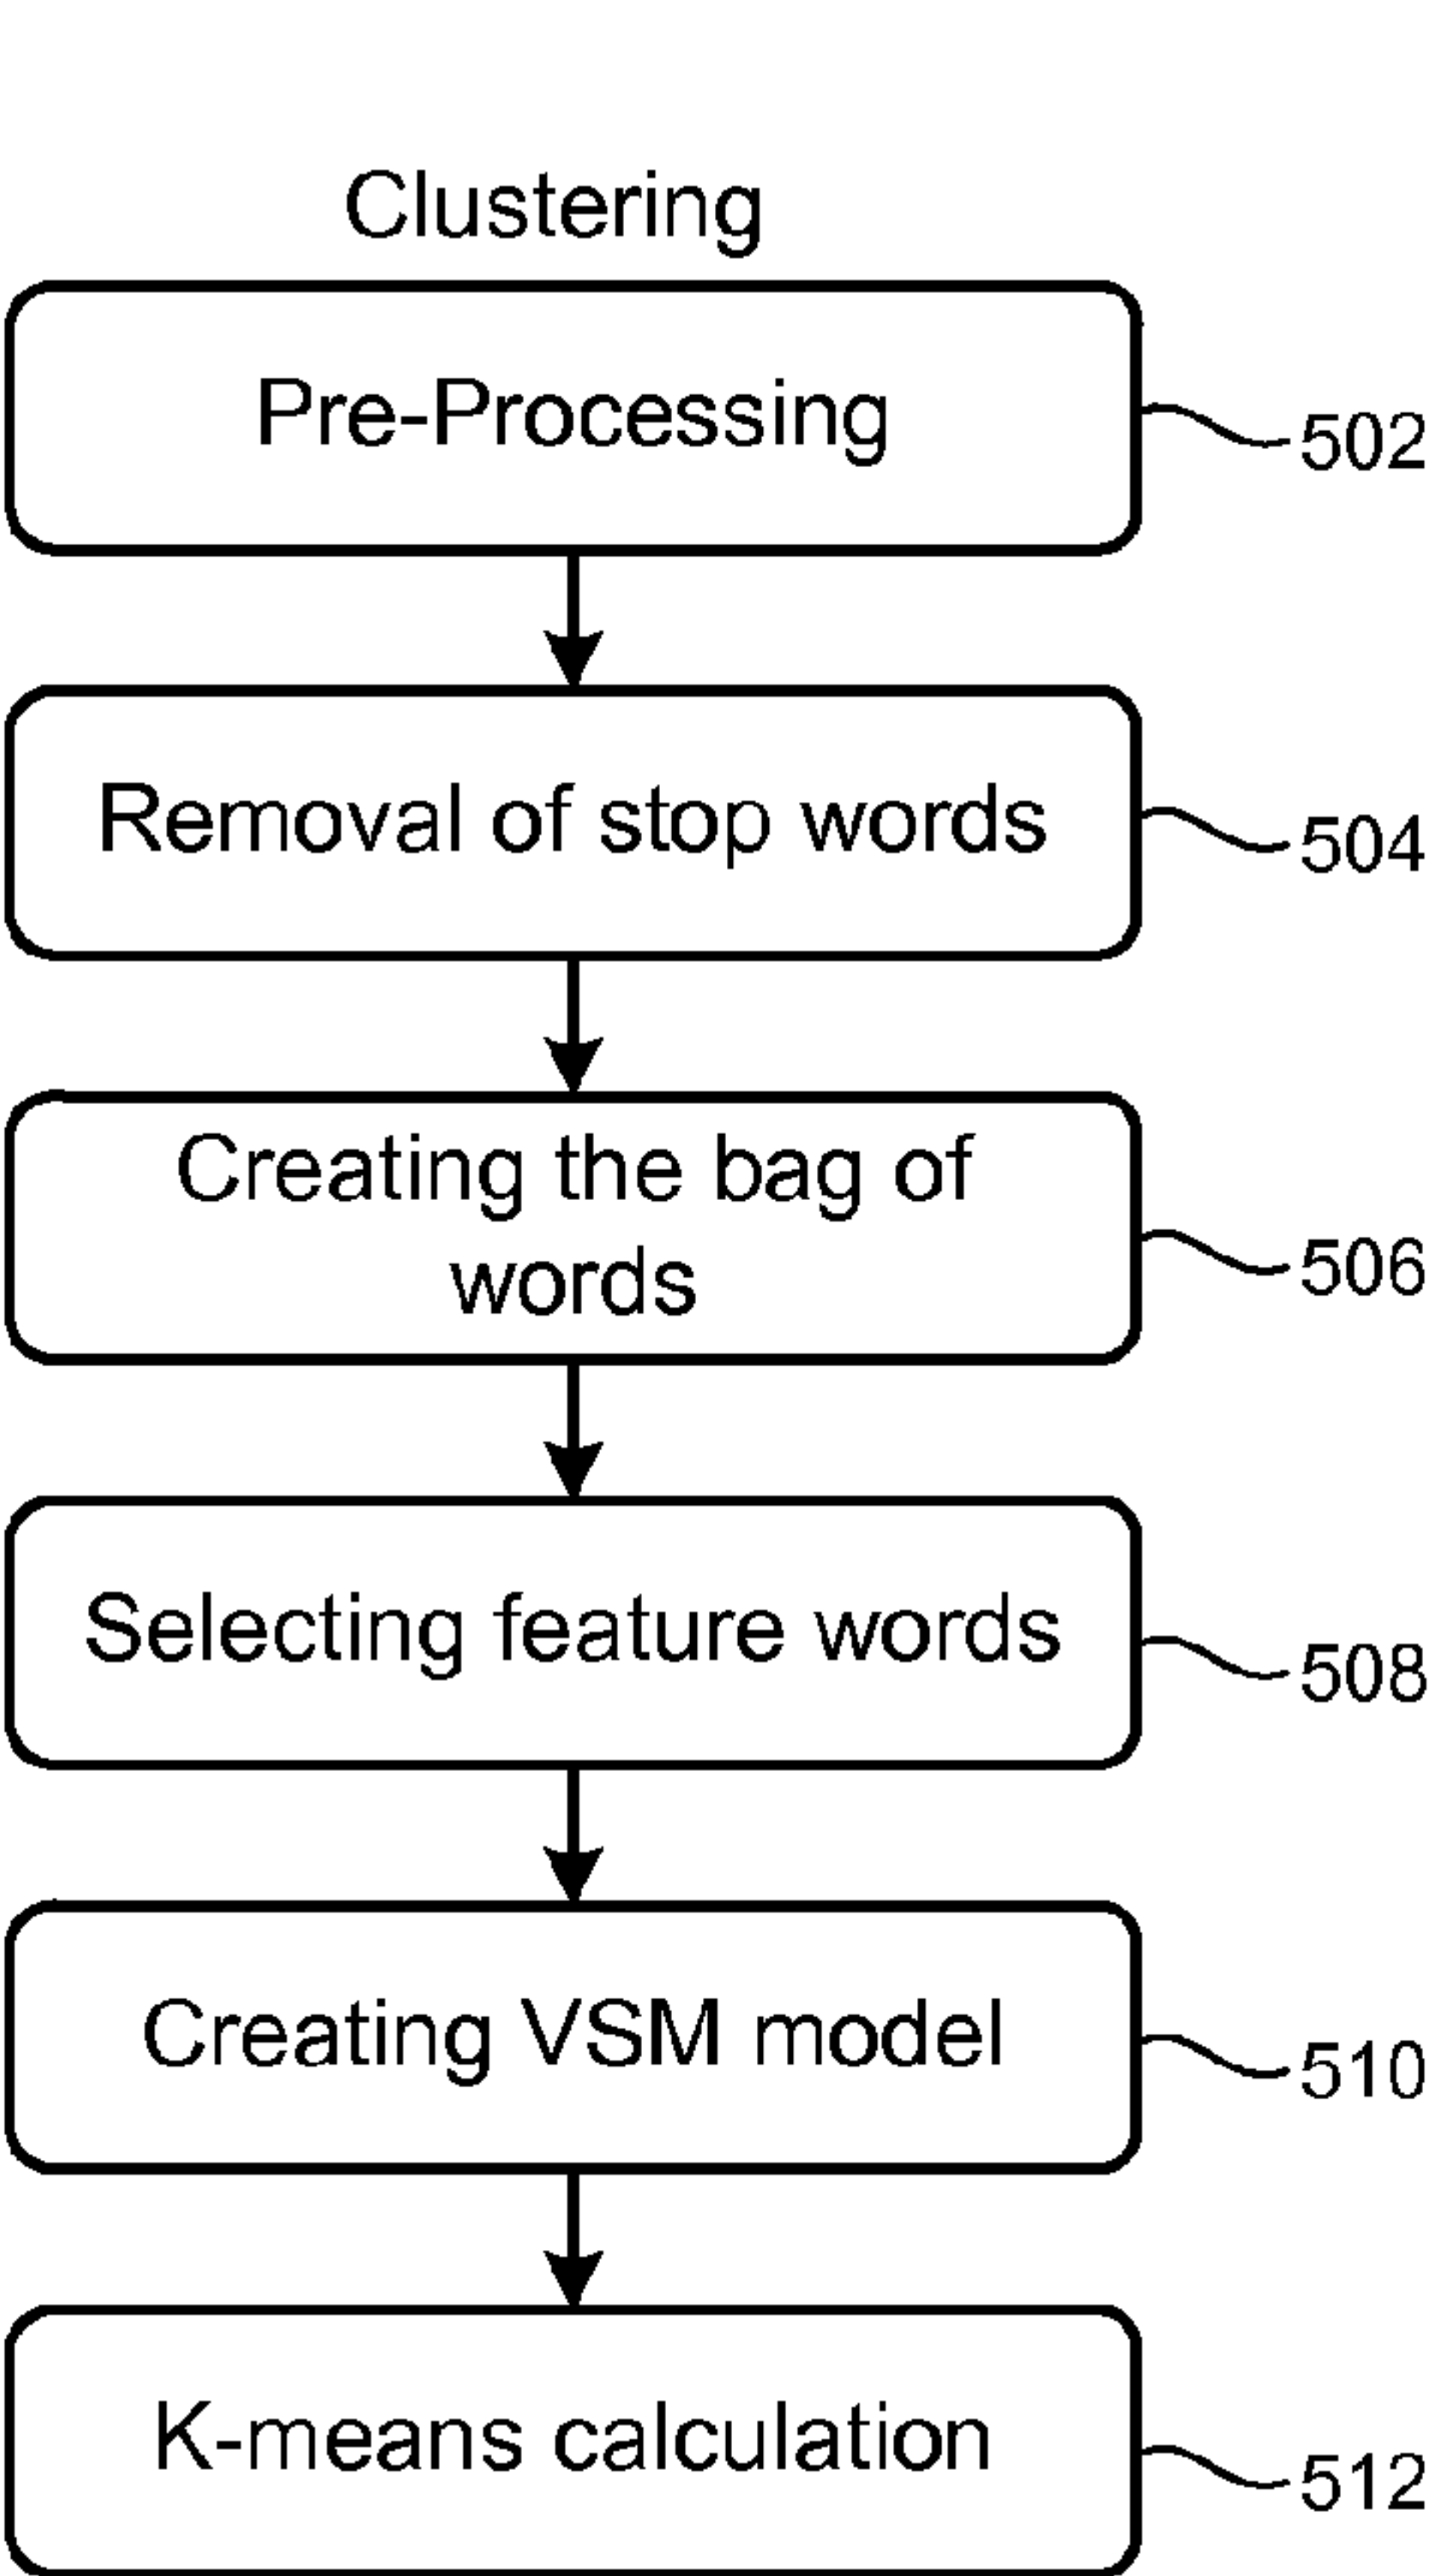 Clustering
Pre-Processing
502
Removal of stop words
504
Creating the bag of
words
506
Selecting feature words
508
Creating VSM model
510
K-means calculation
512